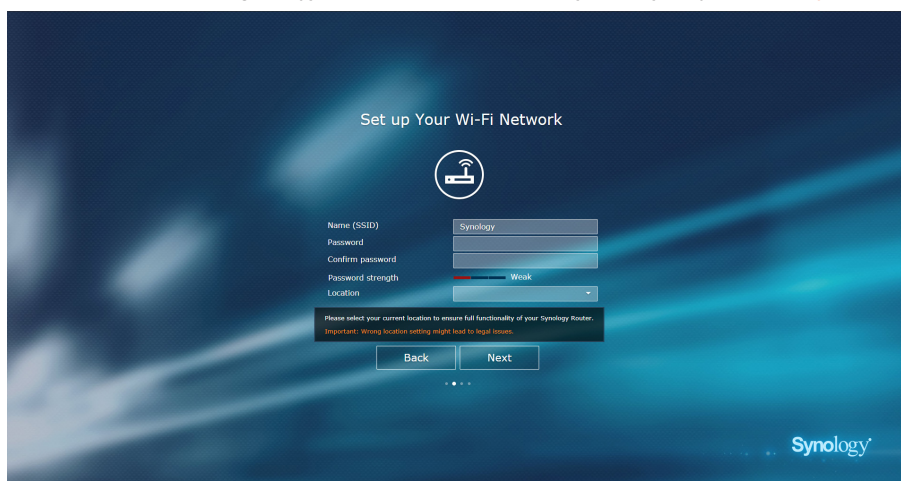 Set up Your Wi-Fi Network
Name (SSID)
Synology
Password
Confirm password
Password strength
Weak
Location
Please select your current location to ensure full functionality of your Synology Router.
Important: Wrong location setting might lead to legal issues.
Back
Next
Synology